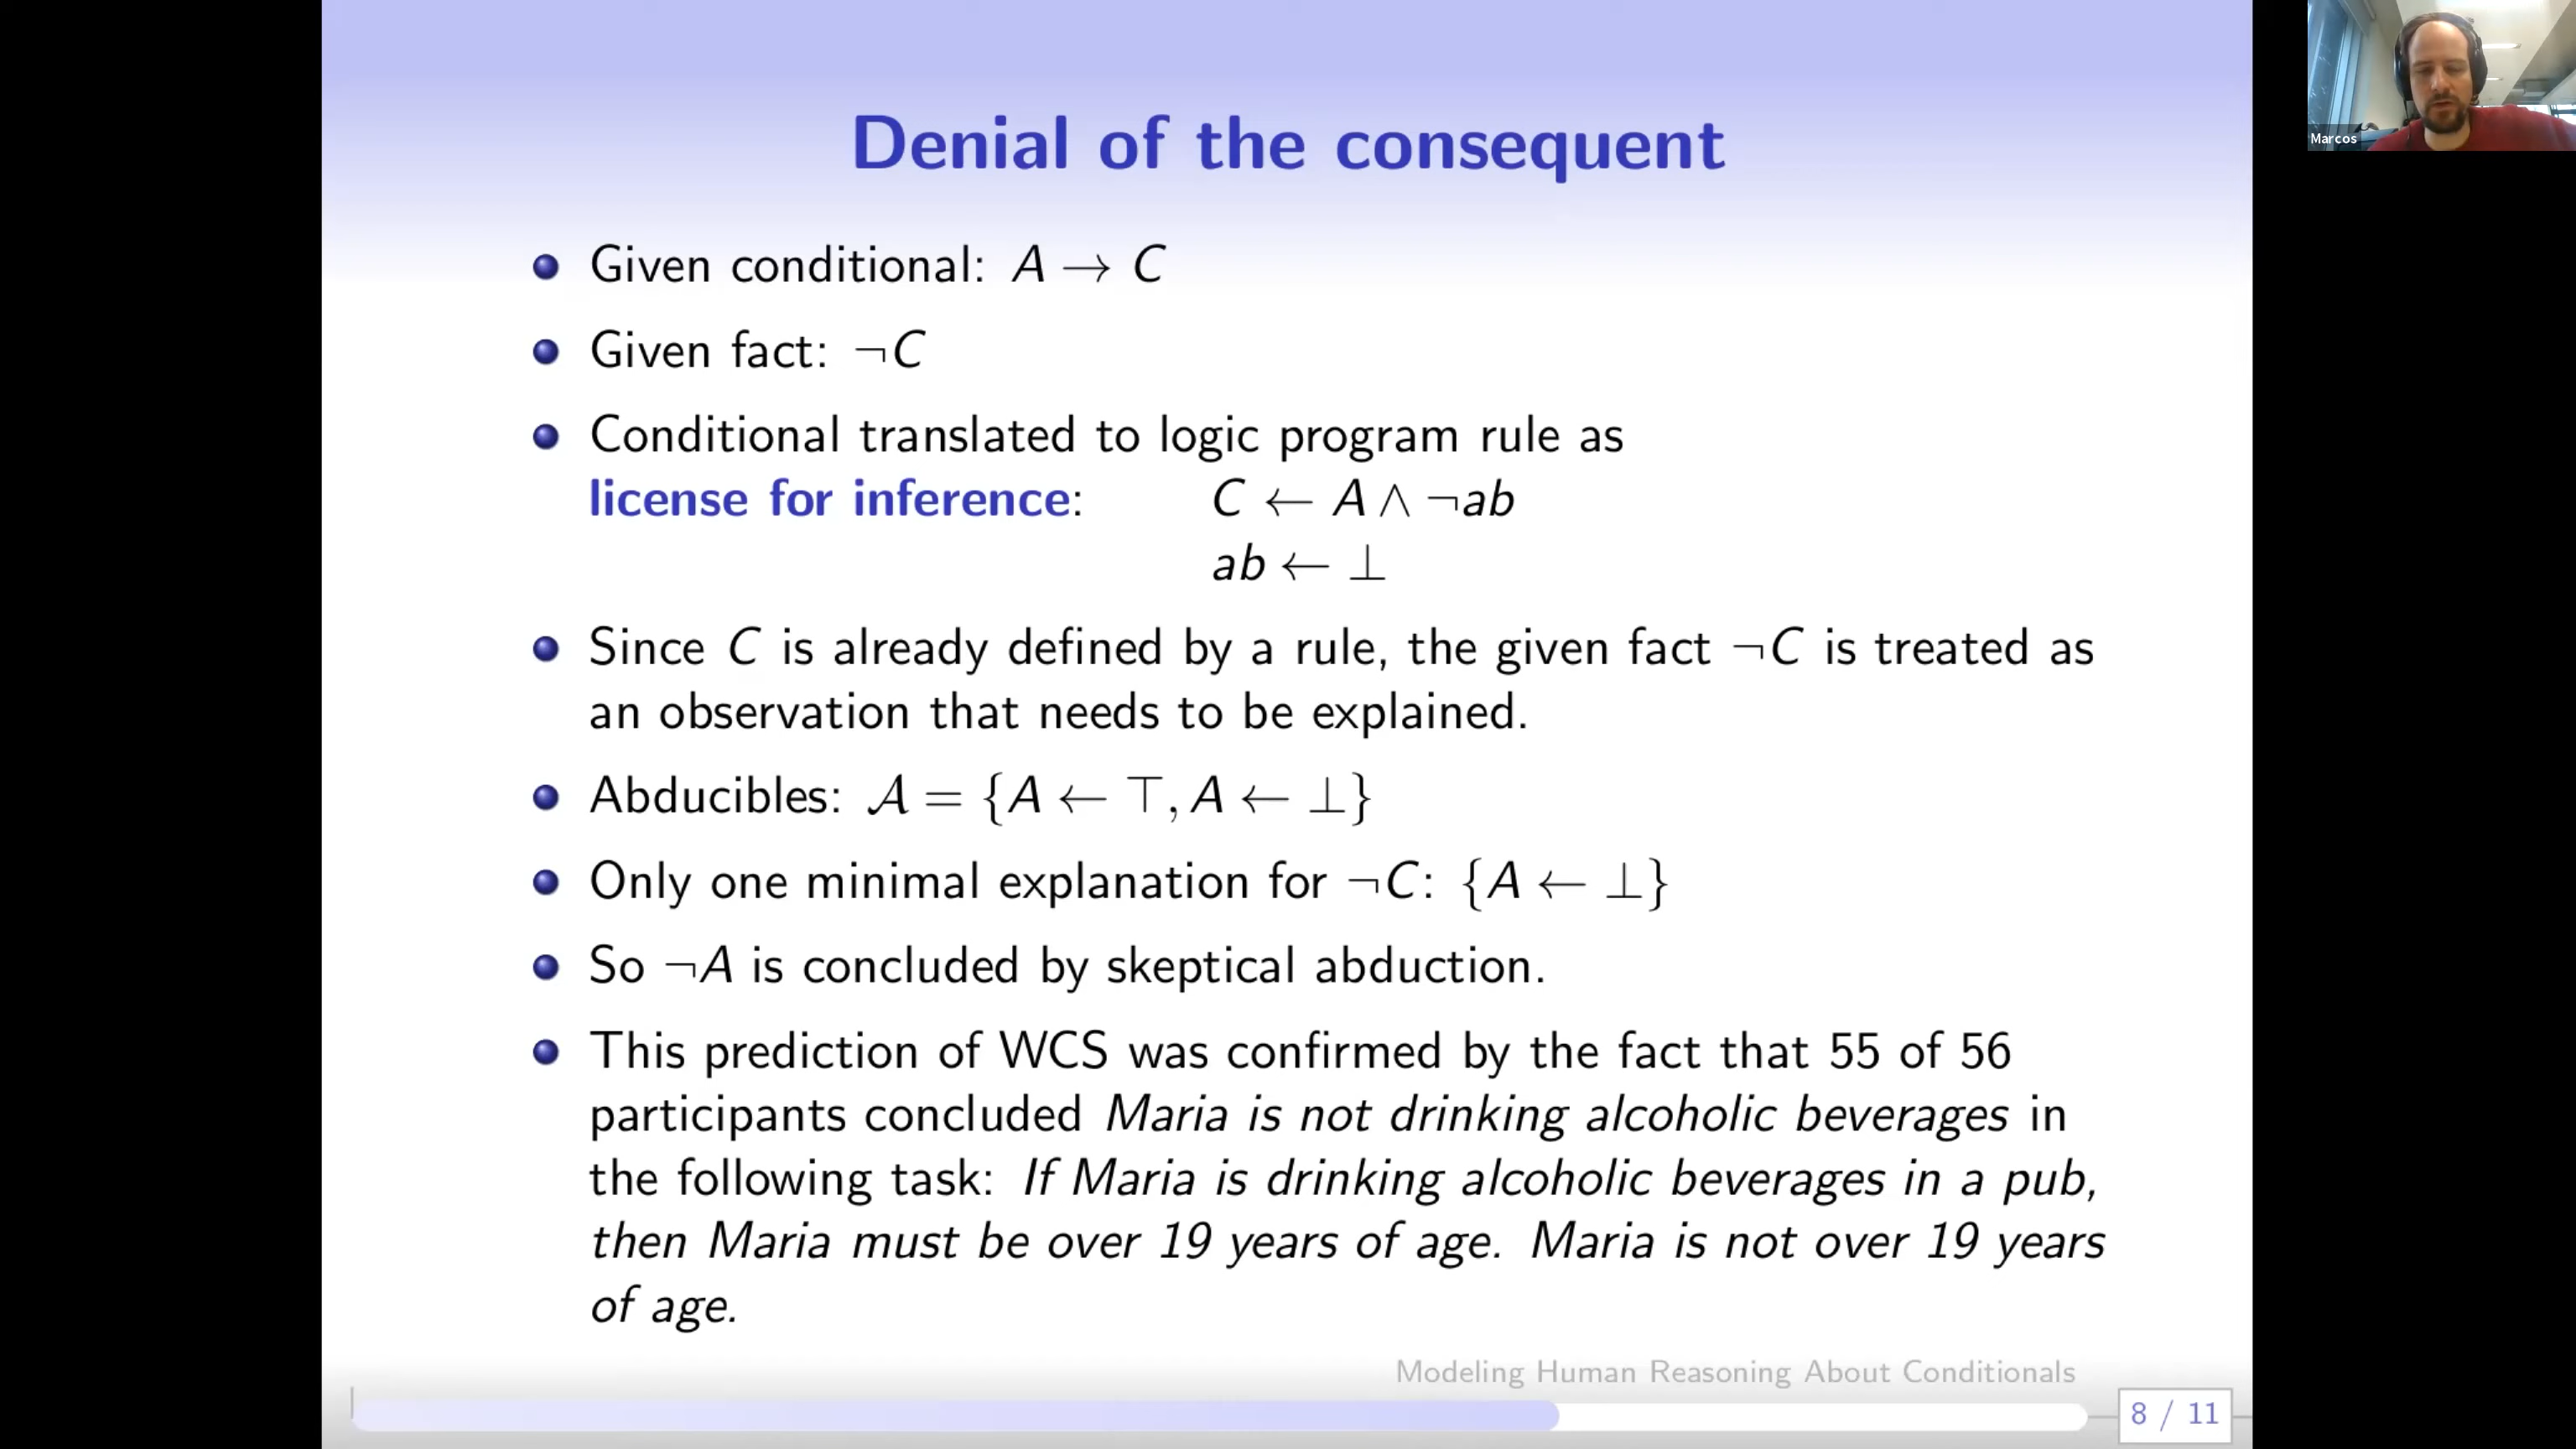 Marcos
Denial of the consequent
Given conditional: A → C
Given fact: ¬C
Conditional translated to logic program rule as
license for inference: C ← A ∧ ¬ab
ab ← ⊥
Since C is already defined by a rule, the given fact ¬C is treated as
an observation that needs to be explained.
Abducibles: 𝒜 = {A ← ⊤, A ← ⊥}
Only one minimal explanation for ¬C: {A ← ⊥}
So ¬A is concluded by skeptical abduction.
This prediction of WCS was confirmed by the fact that 55 of 56
participants concluded Maria is not drinking alcoholic beverages in
the following task: If Maria is drinking alcoholic beverages in a pub,
then Maria must be over 19 years of age. Maria is not over 19 years
of age.
Modeling Human Reasoning About Conditionals
8 / 11